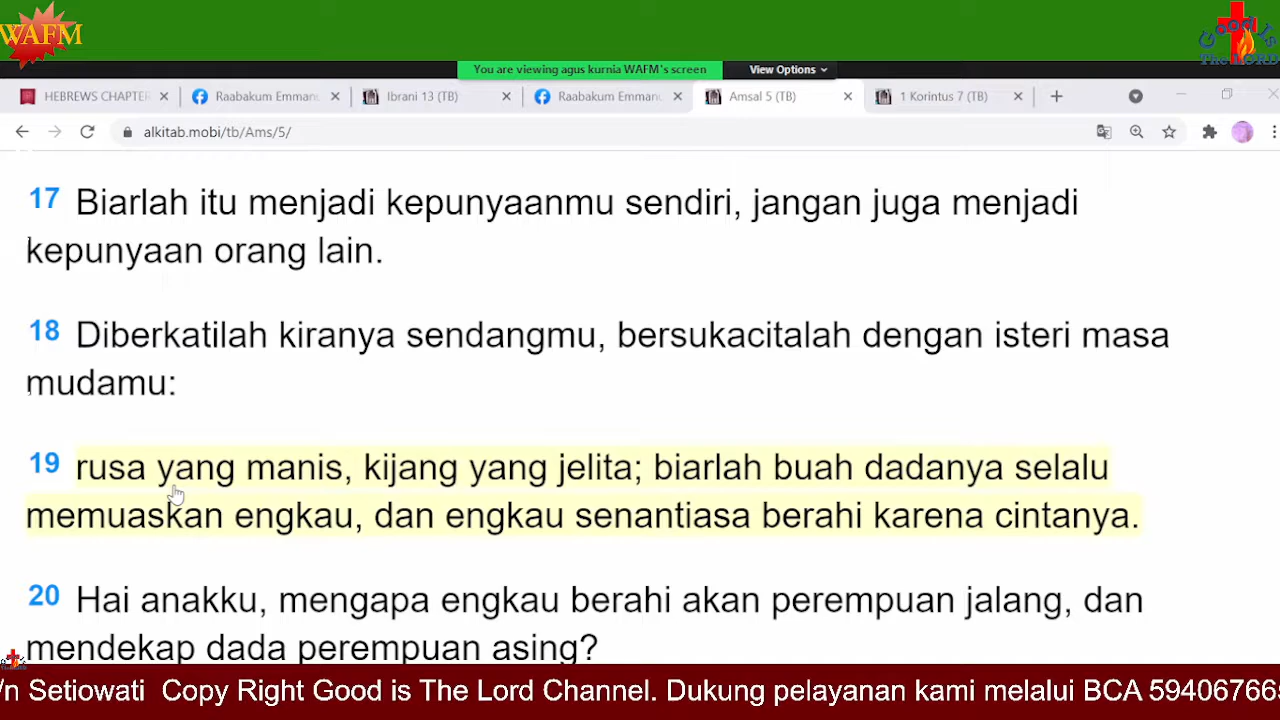 WAFM
Good Is
The LORD
You are viewing agus kurnia WAFM's screen
View Options
HEBREWS CHAPTER
Raabakum Emmanu
Ibrani 13 (TB)
Raabakum Emmanu
Amsal 5 (TB)
1 Korintus 7 (TB)
alkitab.mobi/tb/Ams/5/
17 Biarlah itu menjadi kepunyaanmu sendiri, jangan juga menjadi
kepunyaan orang lain.
18 Diberkatilah kiranya sendangmu, bersukacitalah dengan isteri masa
mudamu:
19 rusa yang manis, kijang yang jelita; biarlah buah dadanya selalu
memuaskan engkau, dan engkau senantiasa berahi karena cintanya.
20 Hai anakku, mengapa engkau berahi akan perempuan jalang, dan
mendekap dada perempuan asing?
/n Setiowati Copy Right Good is The Lord Channel. Dukung pelayanan kami melalui BCA 59406766